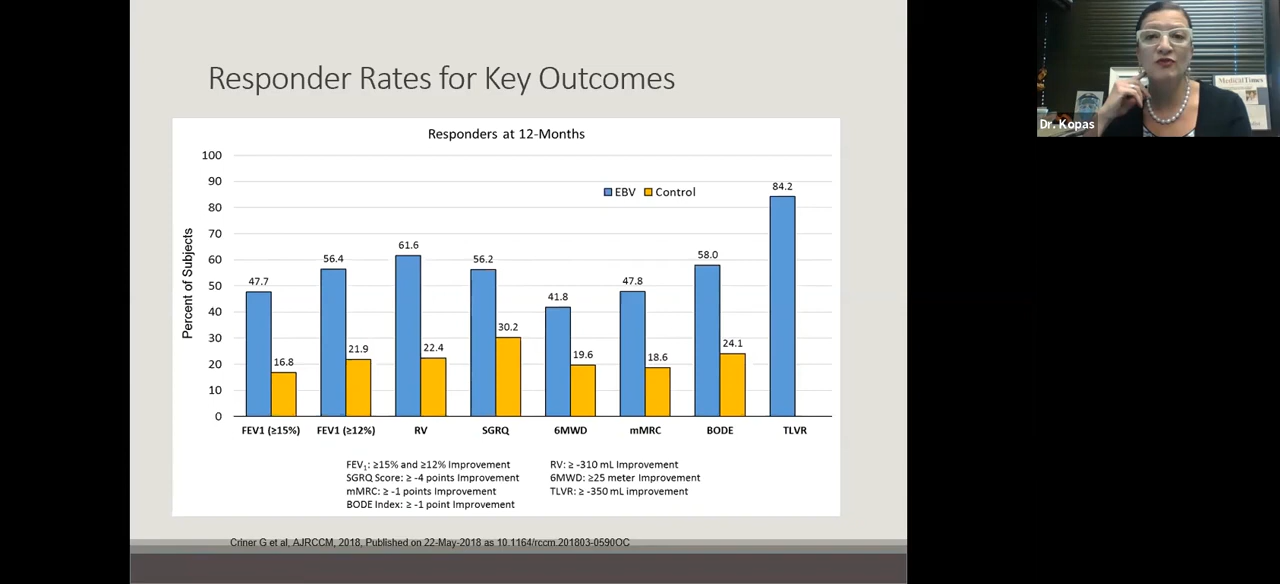 Responder Rates for Key Outcomes
Responders at 12-Months
Percent of Subjects
100
90
80
70
60
50
40
30
20
10
0
EBV
Control
47.7
16.8
56.4
21.9
61.6
22.4
56.2
30.2
41.8
19.6
47.8
18.6
58.0
24.1
84.2
FEV1 (≥15%)
FEV1 (≥12%)
RV
SGRQ
6MWD
mMRC
BODE
TLVR
FEV1: ≥15% and ≥12% Improvement
SGRQ Score: ≥ -4 points Improvement
mMRC: ≥ -1 points Improvement
BODE Index: ≥ -1 point Improvement
RV: ≥ -310 mL Improvement
6MWD: ≥25 meter Improvement
TLVR: ≥ -350 mL improvement
Criner G et al, AJRCCM, 2018, Published on 22-May-2018 as 10.1164/rccm.201803-0590OC
Dr. Kopas
MedicalTimes